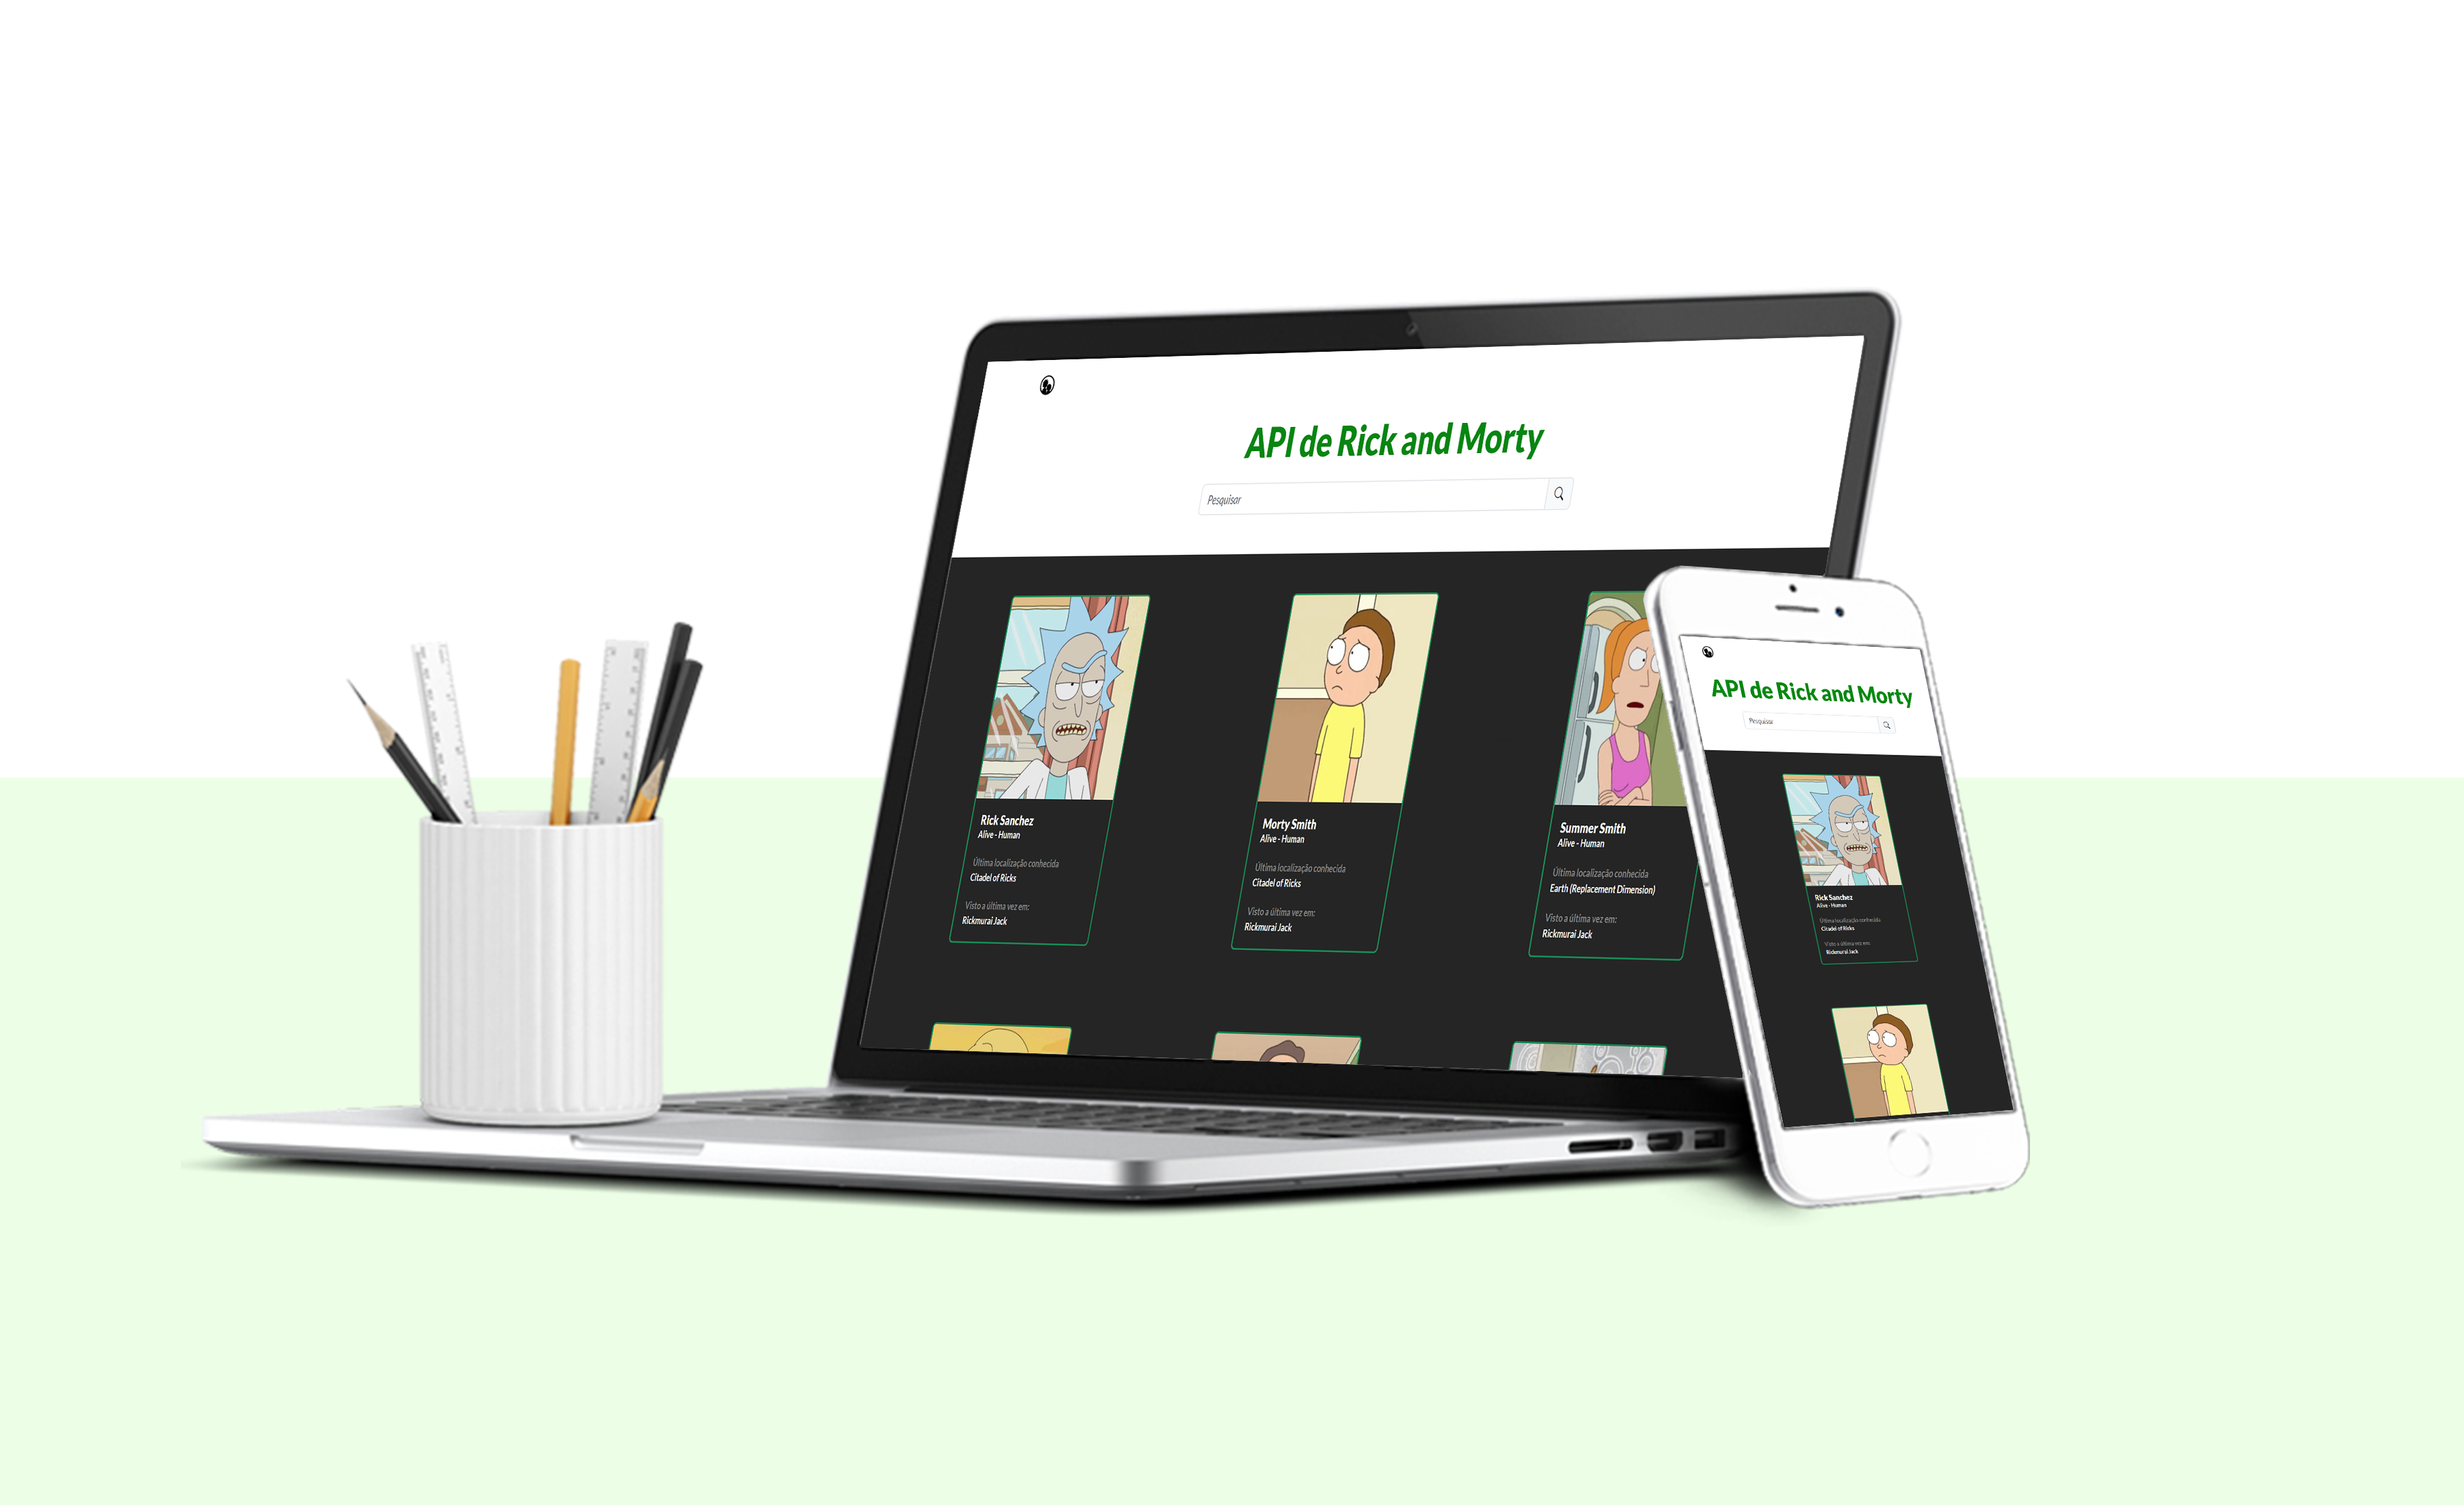 API de Rick and Morty
Pesquisar
Rick Sanchez
Alive - Human
Última localização conhecida
Citadel of Ricks
Visto a última vez em:
Rickmurai Jack
Morty Smith
Alive - Human
Última localização conhecida
Citadel of Ricks
Visto a última vez em:
Rickmurai Jack
Summer Smith
Alive - Human
Última localização conhecida
Earth (Replacement Dimension)
Visto a última vez em:
Rickmurai Jack
API de Rick and Morty
Pesquisar
Rick Sanchez
Alive - Human
Última localização conhecida
Citadel of Ricks
Visto a última vez em:
Rickmurai Jack